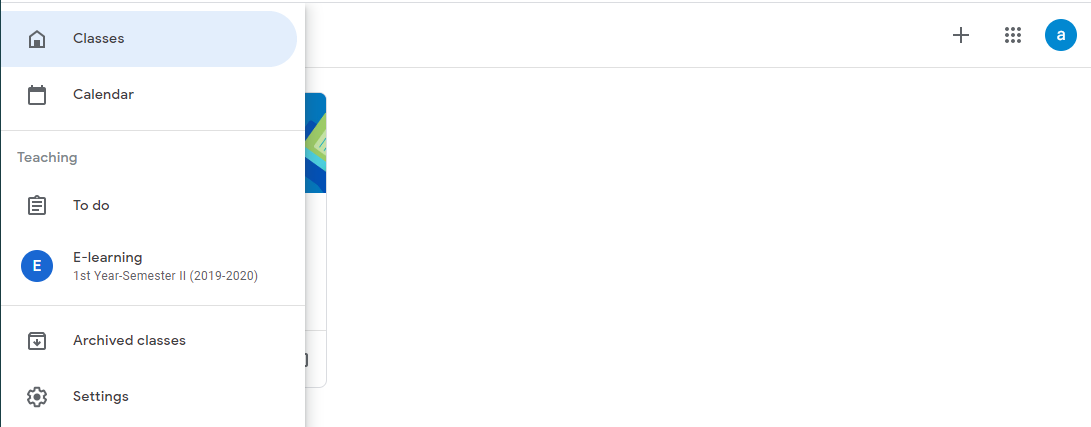 Classes
a
Calendar
Teaching
To do
E
E-learning
1st Year-Semester II (2019-2020)
Archived classes
Settings